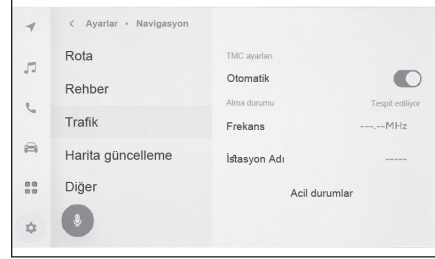 < Ayarlar • Navigasyon
Rota
Rehber
Trafik
Harita güncelleme
Diğer
TMC ayarları
Otomatik
Alma durumu Tespit ediliyor
Frekans ---.--MHz
İstasyon Adı -----
Acil durumlar